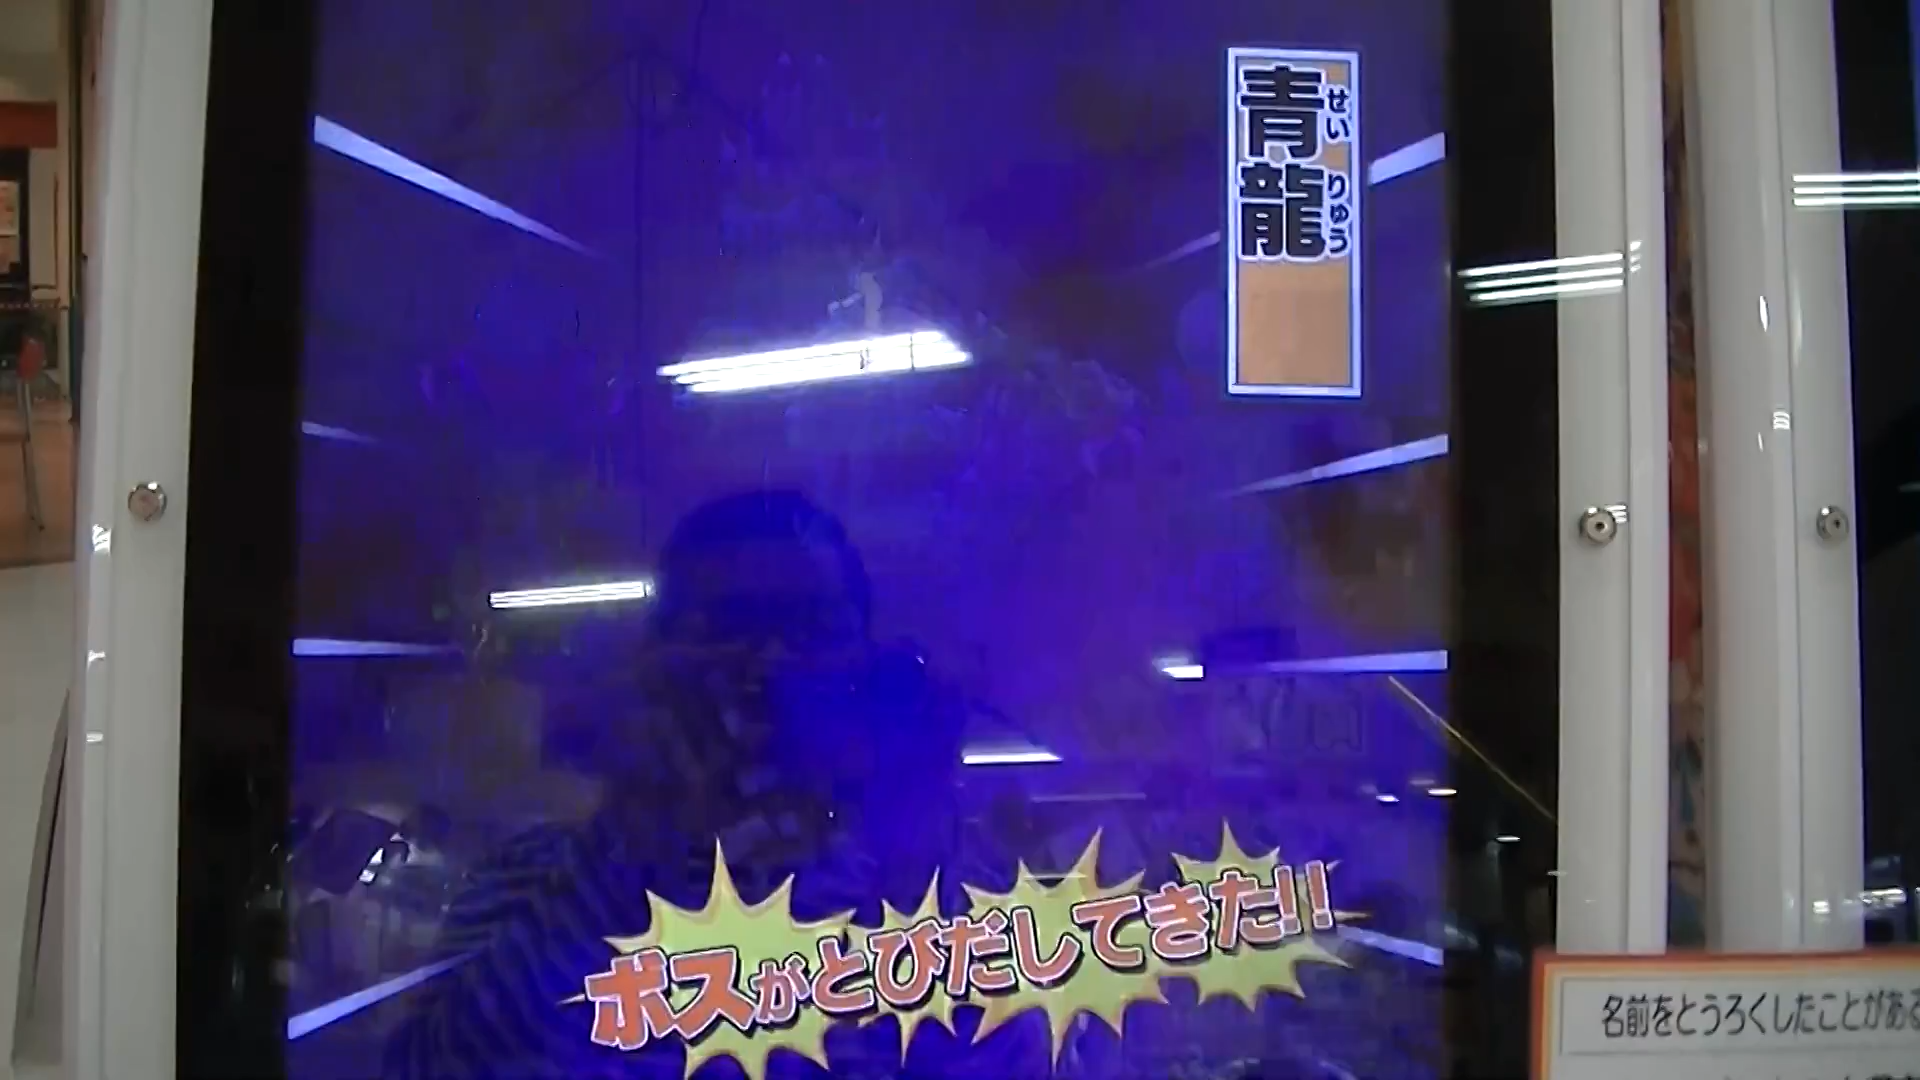 青龍
せいりゅう
ボスがとびだしてきた!!
名前をとうろくしたことがある